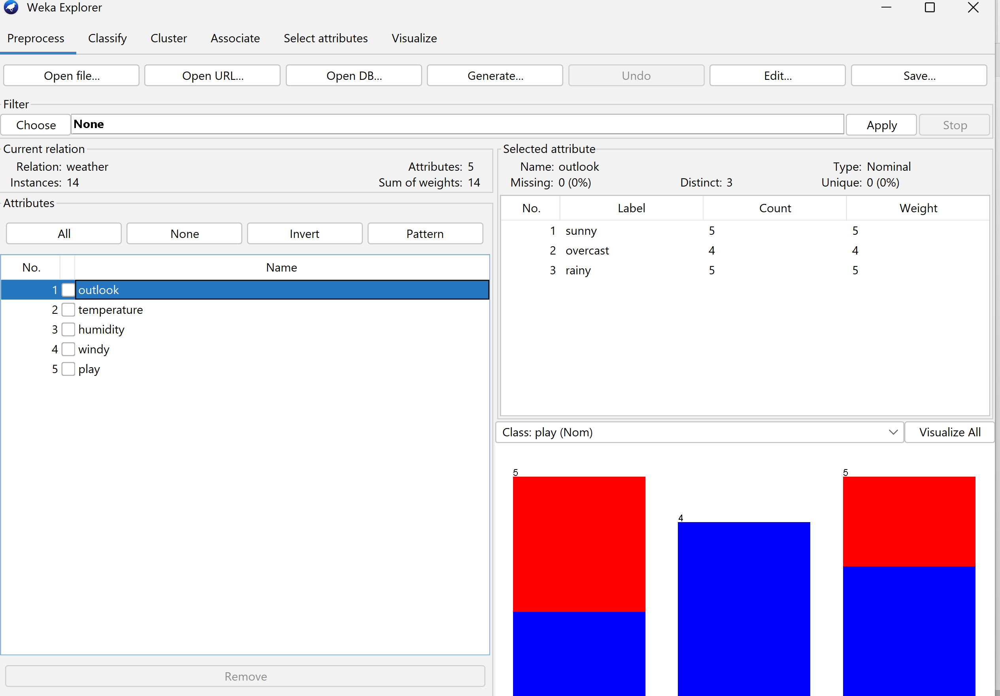 Weka Explorer
Preprocess Classify Cluster Associate Select attributes Visualize
Open file... Open URL... Open DB... Generate... Undo Edit... Save...
Filter
Choose None Apply Stop
Current relation
Relation: weather Attributes: 5
Instances: 14 Sum of weights: 14
Attributes
All None Invert Pattern
No. Name
1 outlook
2 temperature
3 humidity
4 windy
5 play
Remove
Selected attribute
Name: outlook Type: Nominal
Missing: 0 (0%) Distinct: 3 Unique: 0 (0%)
No. Label Count Weight
1 sunny 5 5
2 overcast 4 4
3 rainy 5 5
Class: play (Nom) Visualize All
5 4 5